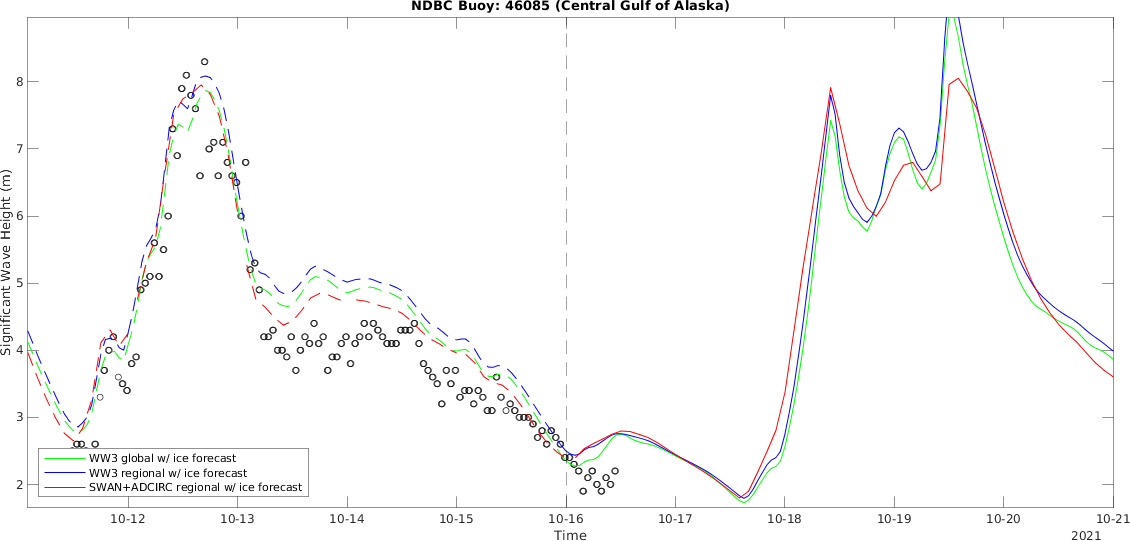 NDBC Buoy: 46085 (Central Gulf of Alaska)
Significant Wave Height (m)
8
7
6
5
4
3
2
WW3 global w/ ice forecast
WW3 regional w/ ice forecast
SWAN+ADCIRC regional w/ ice forecast
10-12 10-13 10-14 10-15 10-16 10-17 10-18 10-19 10-20 10-21
Time
2021